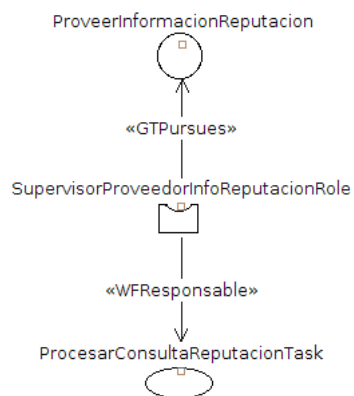 ProveerInformacionReputacion
«GTPursues»
SupervisorProveedorInfoReputacionRole
«WFResponsable»
ProcesarConsultaReputacionTask